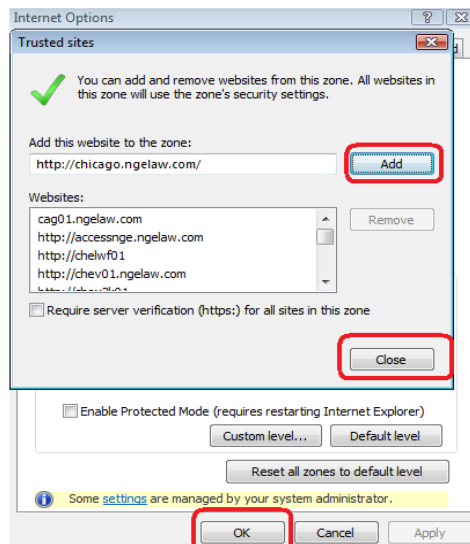 Internet Options
Trusted sites
You can add and remove websites from this zone. All websites in
this zone will use the zone's security settings.
Add this website to the zone:
http://chicago.ngelaw.com/
Add
Websites:
cag01.ngelaw.com
Remove
http://accessnge.ngelaw.com
http://chelwf01
http://chev01.ngelaw.com
Require server verification (https:) for all sites in this zone
Close
Enable Protected Mode (requires restarting Internet Explorer)
Custom level...
Default level
Reset all zones to default level
Some settings are managed by your system administrator.
OK
Cancel
Apply